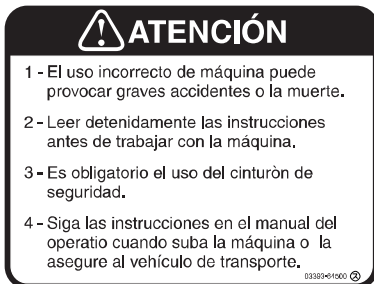 ATENCIÓN
1 - El uso incorrecto de máquina puede
provocar graves accidentes o la muerte.
2 - Leer detenidamente las instrucciones
antes de trabajar con la máquina.
3 - Es obligatorio el uso del cinturòn de
seguridad.
4 - Siga las instrucciones en el manual del
operatio cuando suba la máquina o la
asegure al vehículo de transporte.
03393-61500